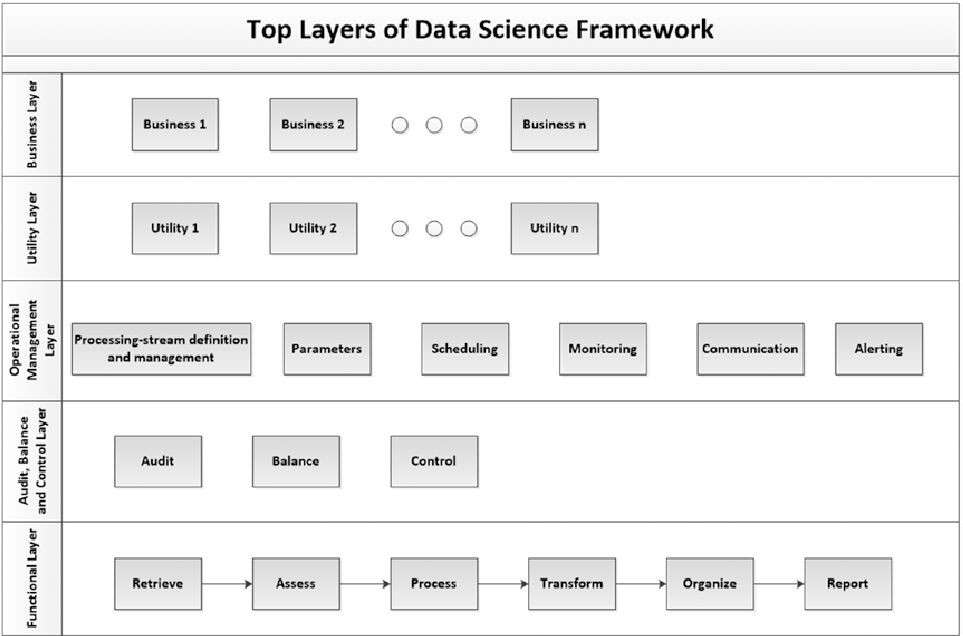 Top Layers of Data Science Framework
Business Layer
Business 1
Business 2
Business n
Utility Layer
Utility 1
Utility 2
Utility n
Operational
Management
Layer
Processing-stream definition
and management
Parameters
Scheduling
Monitoring
Communication
Alerting
Audit, Balance
and Control Layer
Audit
Balance
Control
Functional Layer
Retrieve
Assess
Process
Transform
Organize
Report